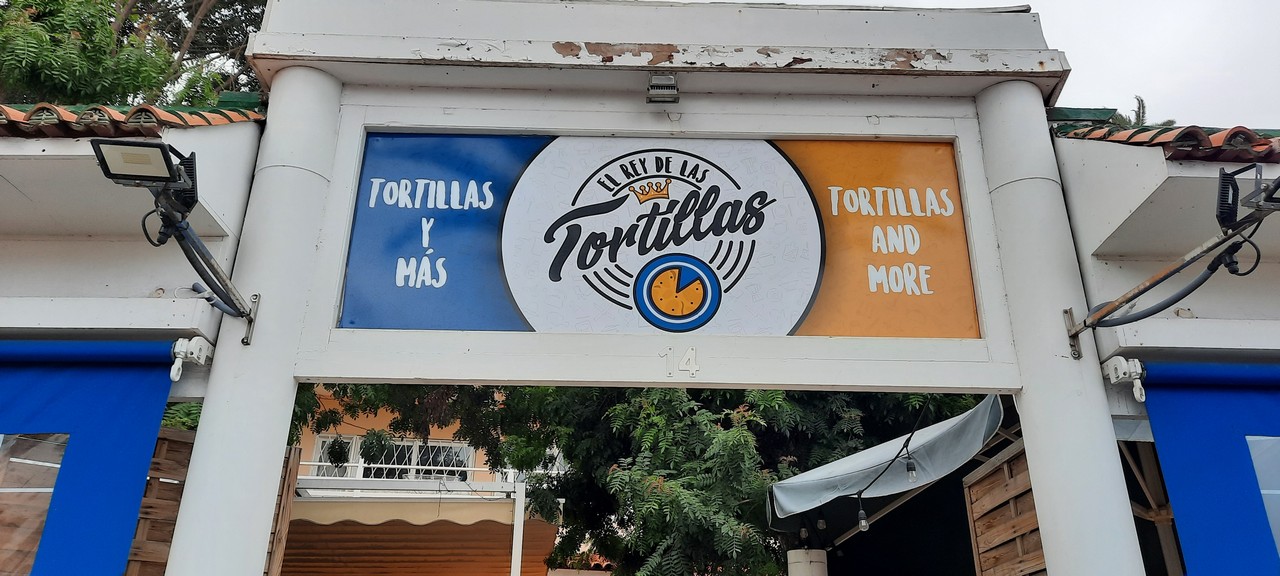 TORTILLAS
Y
MÁS
EL REY DE LAS
Tortillas
TORTILLAS
AND
MORE
14